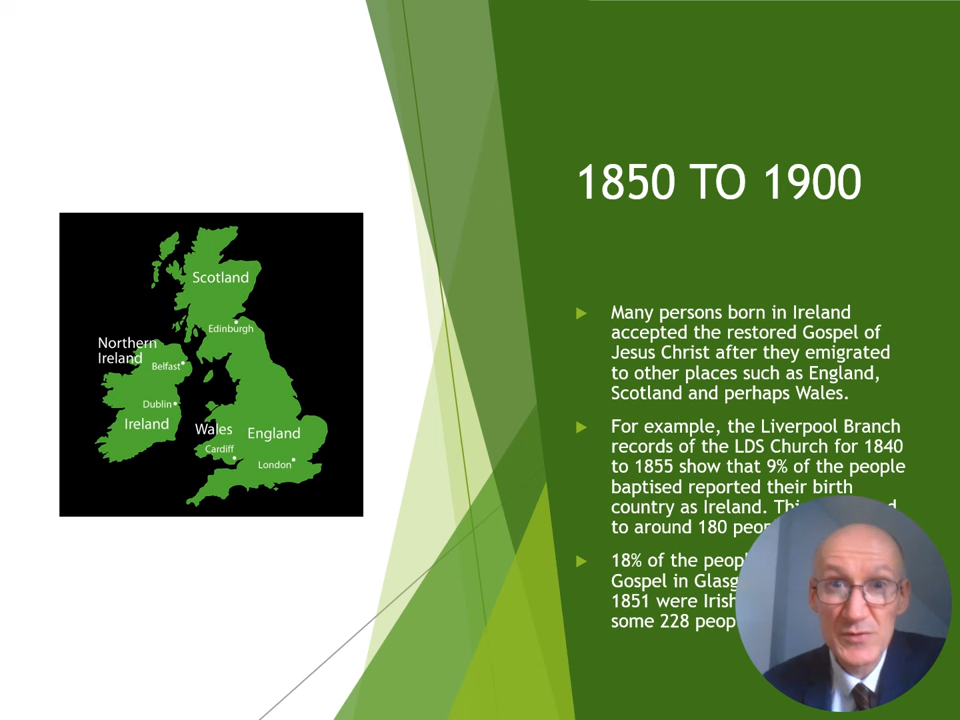 1850 TO 1900
Scotland
Edinburgh
Northern
Ireland
Belfast
Dublin
Ireland
Wales
England
Cardiff
London
Many persons born in Ireland
accepted the restored Gospel of
Jesus Christ after they emigrated
to other places such as England,
Scotland and perhaps Wales.
For example, the Liverpool Branch
records of the LDS Church for 1840
to 1855 show that 9% of the people
baptised reported their birth
country as Ireland.
to around 180
18% of the
Gospel in
1851 were
some 228